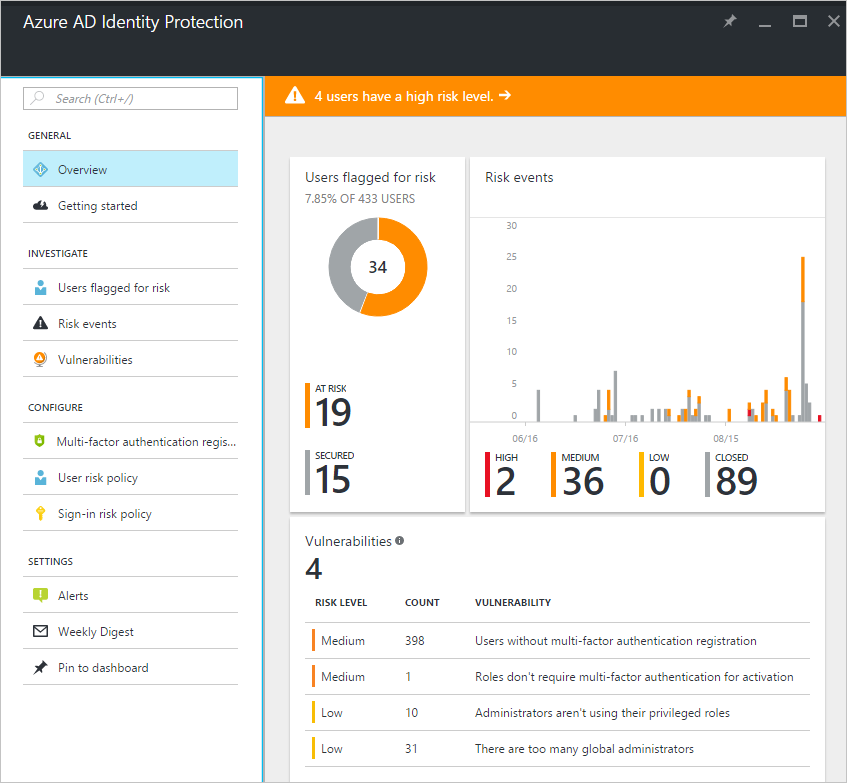 Azure AD Identity Protection
Search (Ctrl+/)
GENERAL
Overview
Getting started
INVESTIGATE
Users flagged for risk
Risk events
Vulnerabilities
CONFIGURE
Multi-factor authentication regis...
User risk policy
Sign-in risk policy
SETTINGS
Alerts
Weekly Digest
Pin to dashboard
4 users have a high risk level. →
Users flagged for risk
7.85% OF 433 USERS
34
AT RISK
19
SECURED
15
Risk events
30
25
20
15
10
5
0
06/16 07/16 08/15
HIGH
2
MEDIUM
36
LOW
0
CLOSED
89
Vulnerabilities
4
RISK LEVEL COUNT VULNERABILITY
Medium 398 Users without multi-factor authentication registration
Medium 1 Roles don't require multi-factor authentication for activation
Low 10 Administrators aren't using their privileged roles
Low 31 There are too many global administrators